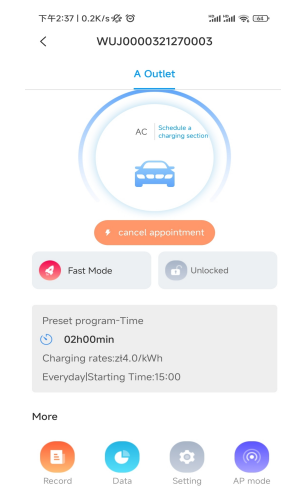 下午2:37 | 0.2K/s
64
WUJ0000321270003
A Outlet
AC
Schedule a
charging section
cancel appointment
Fast Mode
Unlocked
Preset program-Time
02h00min
Charging rates:zł4.0/kWh
Everyday|Starting Time:15:00
More
Record
Data
Setting
AP mode